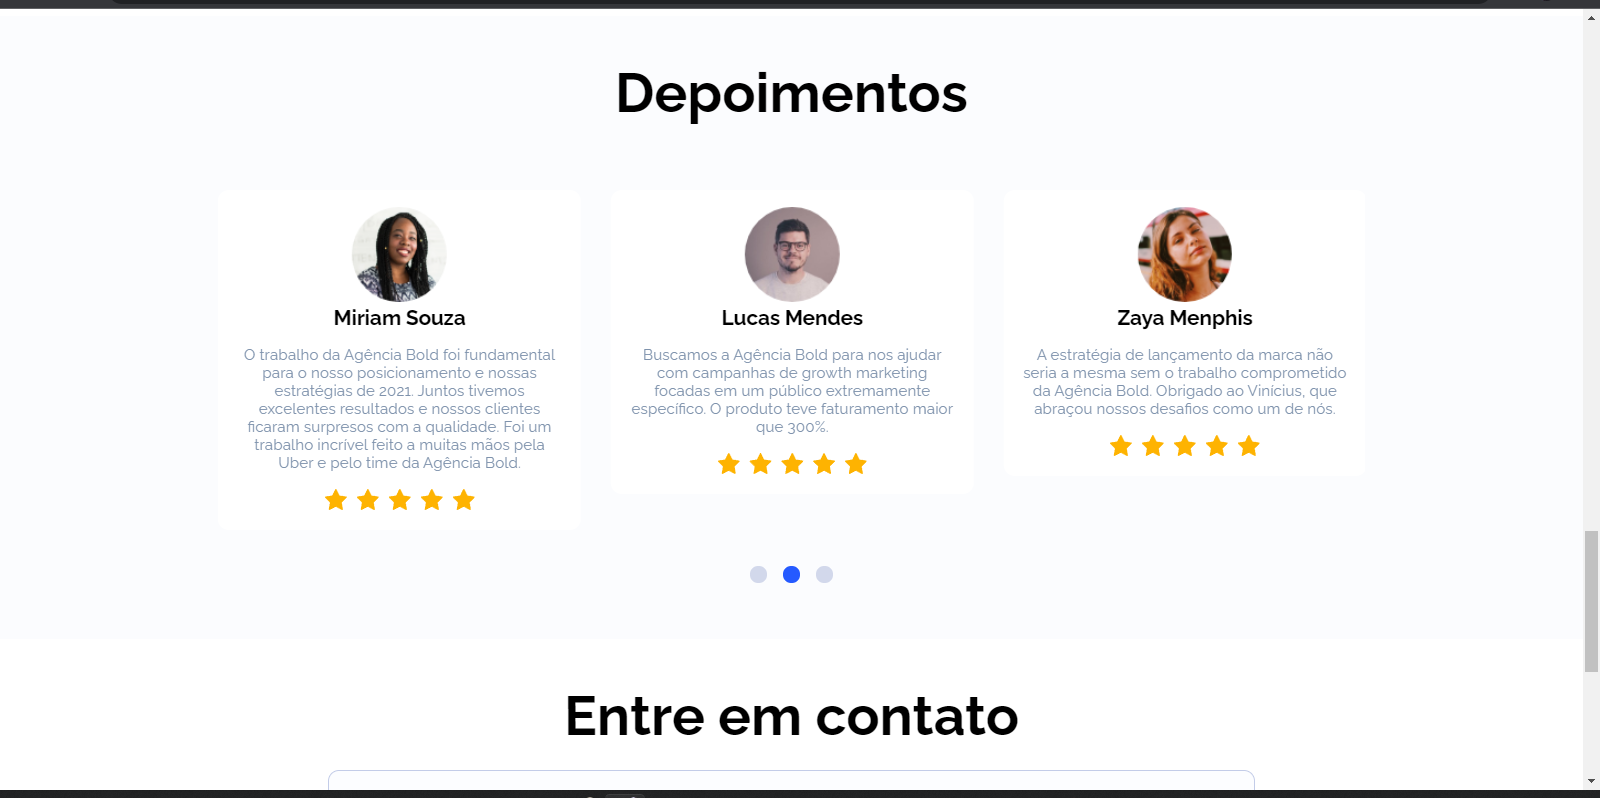 Depoimentos
Miriam Souza
O trabalho da Agência Bold foi fundamental
para o nosso posicionamento e nossas
estratégias de 2021. Juntos tivemos
excelentes resultados e nossos clientes
ficaram surpresos com a qualidade. Foi um
trabalho incrível feito a muitas mãos pela
Uber e pelo time da Agência Bold.
Lucas Mendes
Buscamos a Agência Bold para nos ajudar
com campanhas de growth marketing
focadas em um público extremamente
específico. O produto teve faturamento maior
que 300%.
Zaya Menphis
A estratégia de lançamento da marca não
seria a mesma sem o trabalho comprometido
da Agência Bold. Obrigado ao Vinícius, que
abraçou nossos desafios como um de nós.
Entre em contato